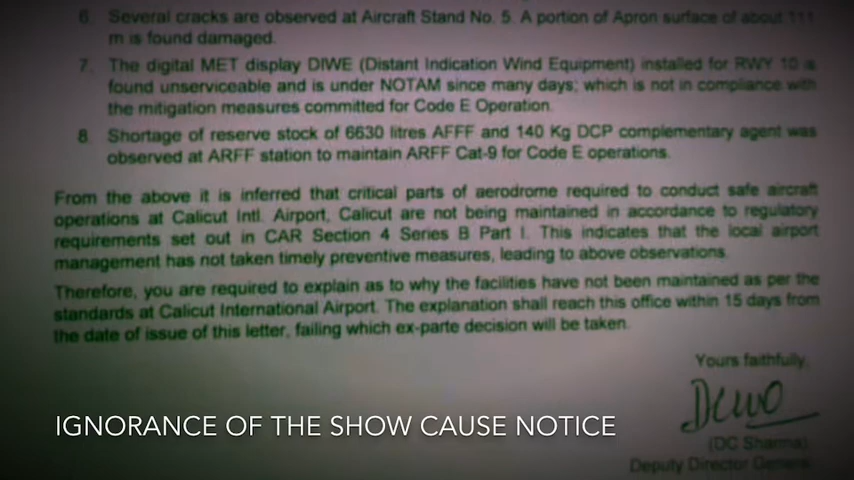 6. Several cracks are observed at Aircraft Stand No. 5. A portion of Apron surface of about 111
m is found damaged.
7. The digital MET display DIWE (Distant Indication Wind Equipment) installed for RWY 10 is
found unserviceable and is under NOTAM since many days; which is not in compliance with
the mitigation measures committed for Code E Operation.
8. Shortage of reserve stock of 6630 litres AFFF and 140 Kg DCP complementary agent was
observed at ARFF station to maintain ARFF Cat-9 for Code E operations.
From the above it is inferred that critical parts of aerodrome required to conduct safe aircraft
operations at Calicut Intl. Airport, Calicut are not being maintained in accordance to regulatory
requirements set out in CAR Section 4 Series B Part I. This indicates that the local airport
management has not taken timely preventive measures, leading to above observations.
Therefore, you are required to explain as to why the facilities have not been maintained as per the
standards at Calicut International Airport. The explanation shall reach this office within 15 days from
the date of issue of this letter, failing which ex-parte decision will be taken.
Yours faithfully,
(DC Sharma)
Deputy Director General
IGNORANCE OF THE SHOW CAUSE NOTICE